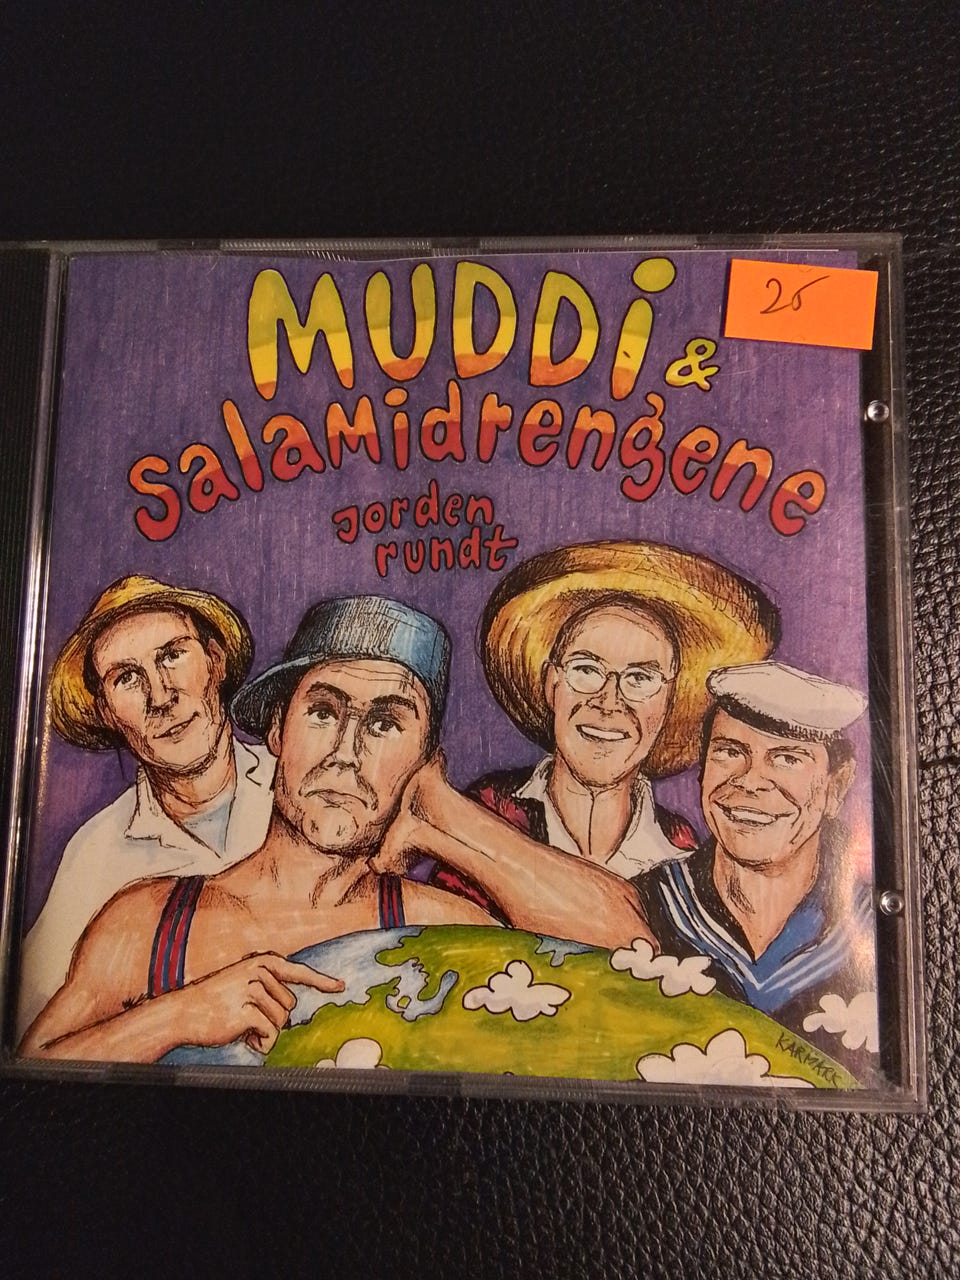 MUDDi &
salaMidrengene
jorden
rundt
25
KARMARK